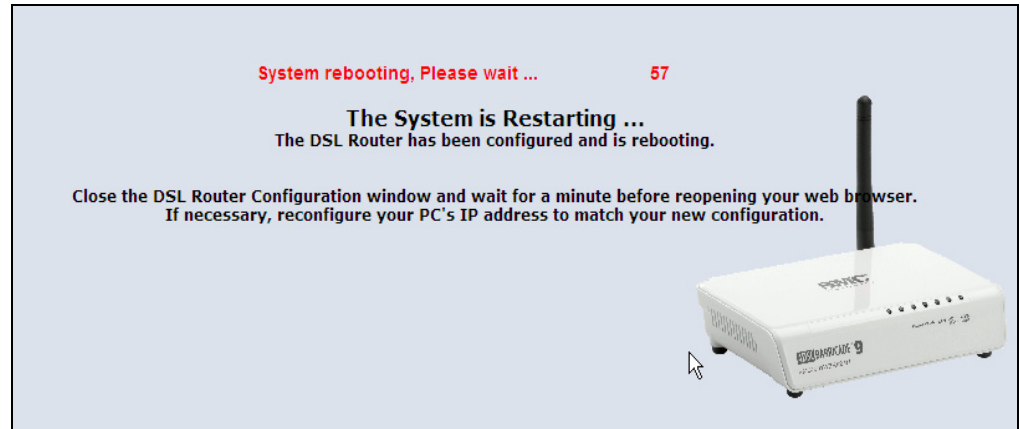 System rebooting, Please wait ... 57
The System is Restarting ...
The DSL Router has been configured and is rebooting.
Close the DSL Router Configuration window and wait for a minute before reopening your web browser.
If necessary, reconfigure your PC's IP address to match your new configuration.
BARRICADE 9